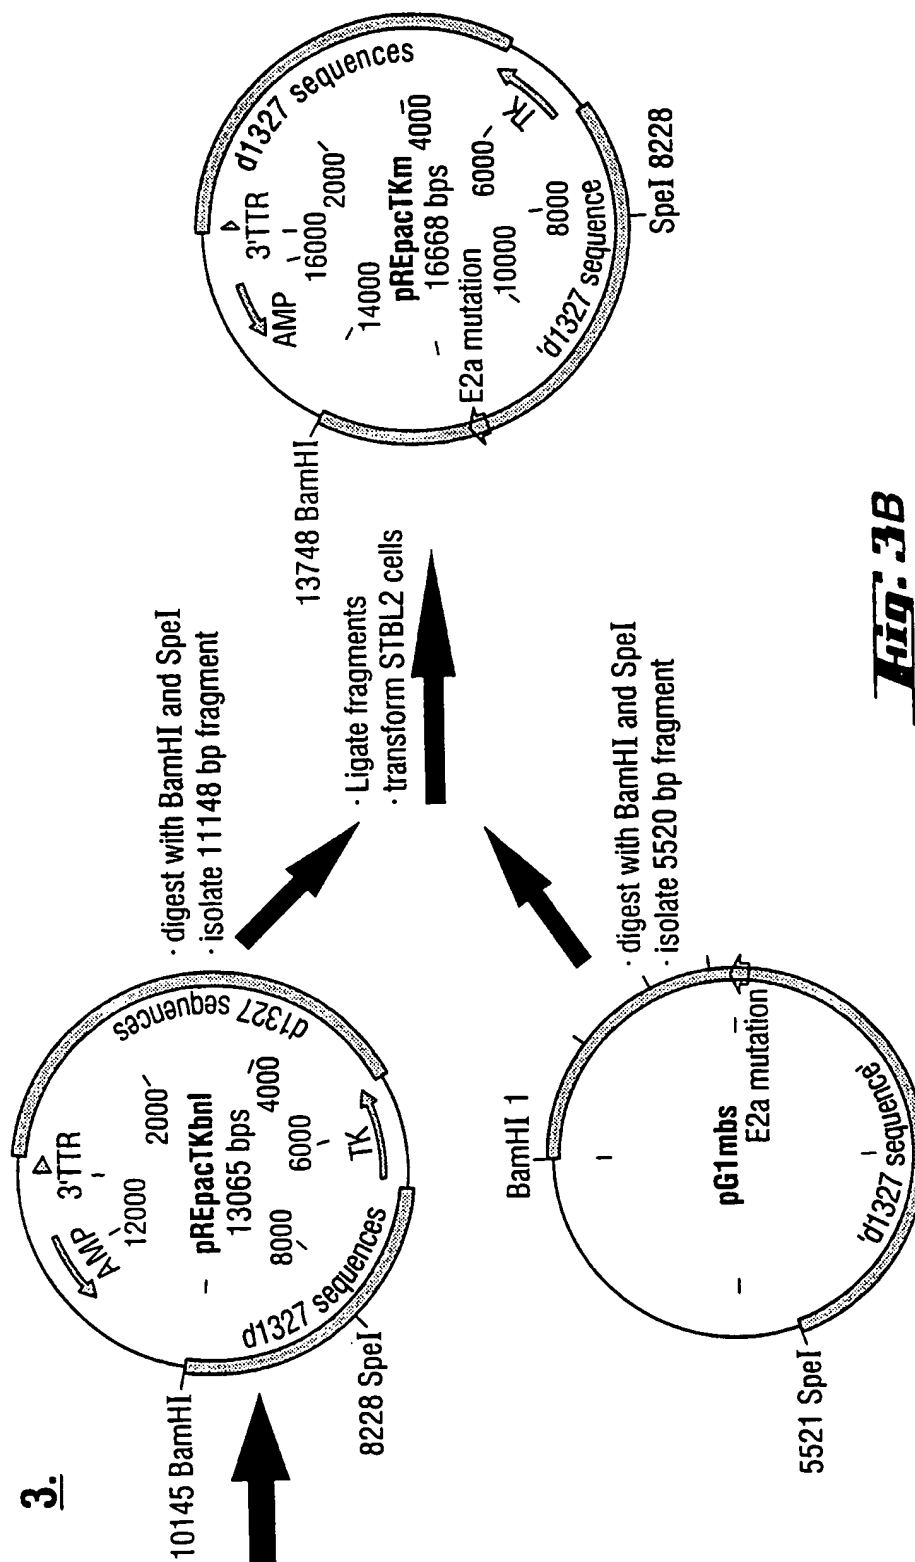 3.
10145 BamHI
8228 SpeI
AMP
3'TTR
12000
2000
pREpacTKbnI
13065 bps
4000
6000
8000
TK
d1327 sequences
d1327 sequences
· digest with BamHI and SpeI
· isolate 11148 bp fragment
BamHI 1
5521 SpeI
pG1mbs
E2a mutation
'd1327 sequence'
· digest with BamHI and SpeI
· isolate 5520 bp fragment
· Ligate fragments
· transform STBL2 cells
13748 BamHI
SpeI 8228
AMP
3'TTR
16000
2000
14000
pREpacTKm
16668 bps
4000
6000
8000
10000
TK
E2a mutation
d1327 sequences
'd1327 sequence
Fig. 3B